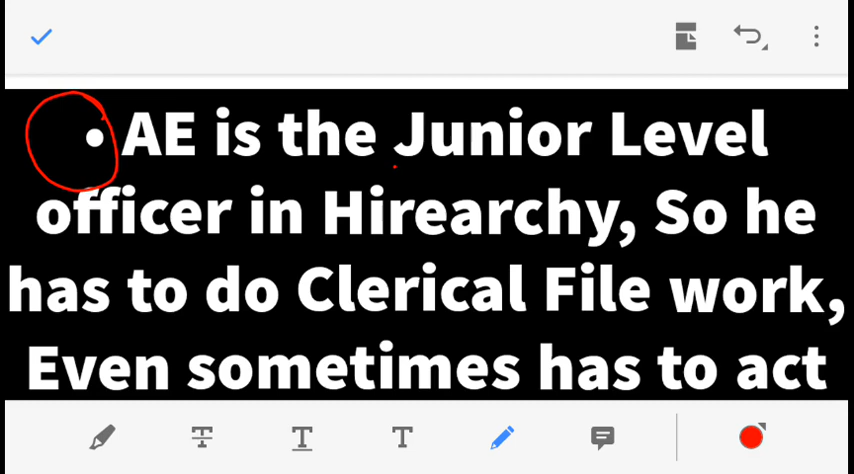 • AE is the Junior Level
officer in Hirearchy, So he
has to do Clerical File work,
Even sometimes has to act